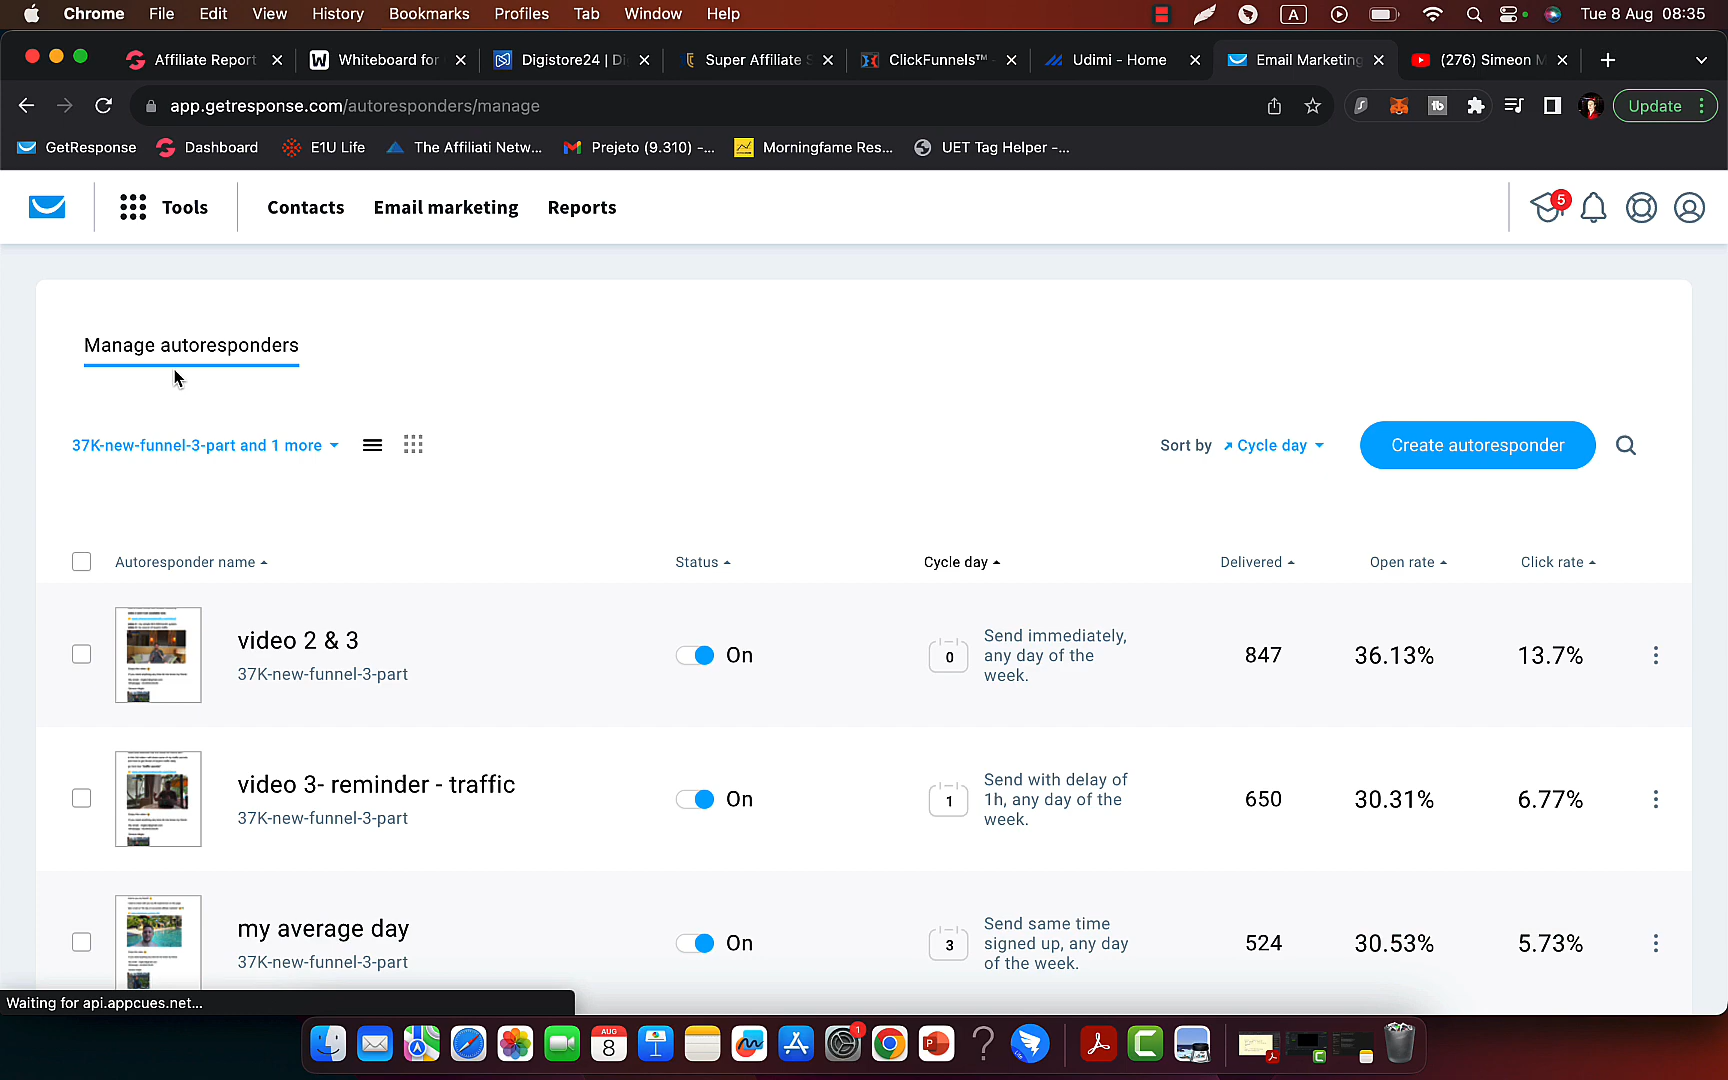 Chrome File Edit View History Bookmarks Profiles Tab Window Help A Tue 8 Aug 08:35
Affiliate Report Whiteboard for Digistore24 | Di Super Affiliate S ClickFunnels™ - Udimi - Home Email Marketing (276) Simeon M
app.getresponse.com/autoresponders/manage tb Update
GetResponse Dashboard E1U Life The Affiliati Netw... Prejeto (9.310) -... Morningfame Res... UET Tag Helper -...
Tools Contacts Email marketing Reports 5
Manage autoresponders
37K-new-funnel-3-part and 1 more Sort by Cycle day Create autoresponder
Autoresponder name Status Cycle day Delivered Open rate Click rate
video 2 & 3
37K-new-funnel-3-part
On
0
Send immediately,
any day of the
week.
847 36.13% 13.7%
video 3- reminder - traffic
37K-new-funnel-3-part
On
1
Send with delay of
1h, any day of the
week.
650 30.31% 6.77%
my average day
37K-new-funnel-3-part
On
3
Send same time
signed up, any day
of the week.
524 30.53% 5.73%
Waiting for api.appcues.net...
AUG
8
1